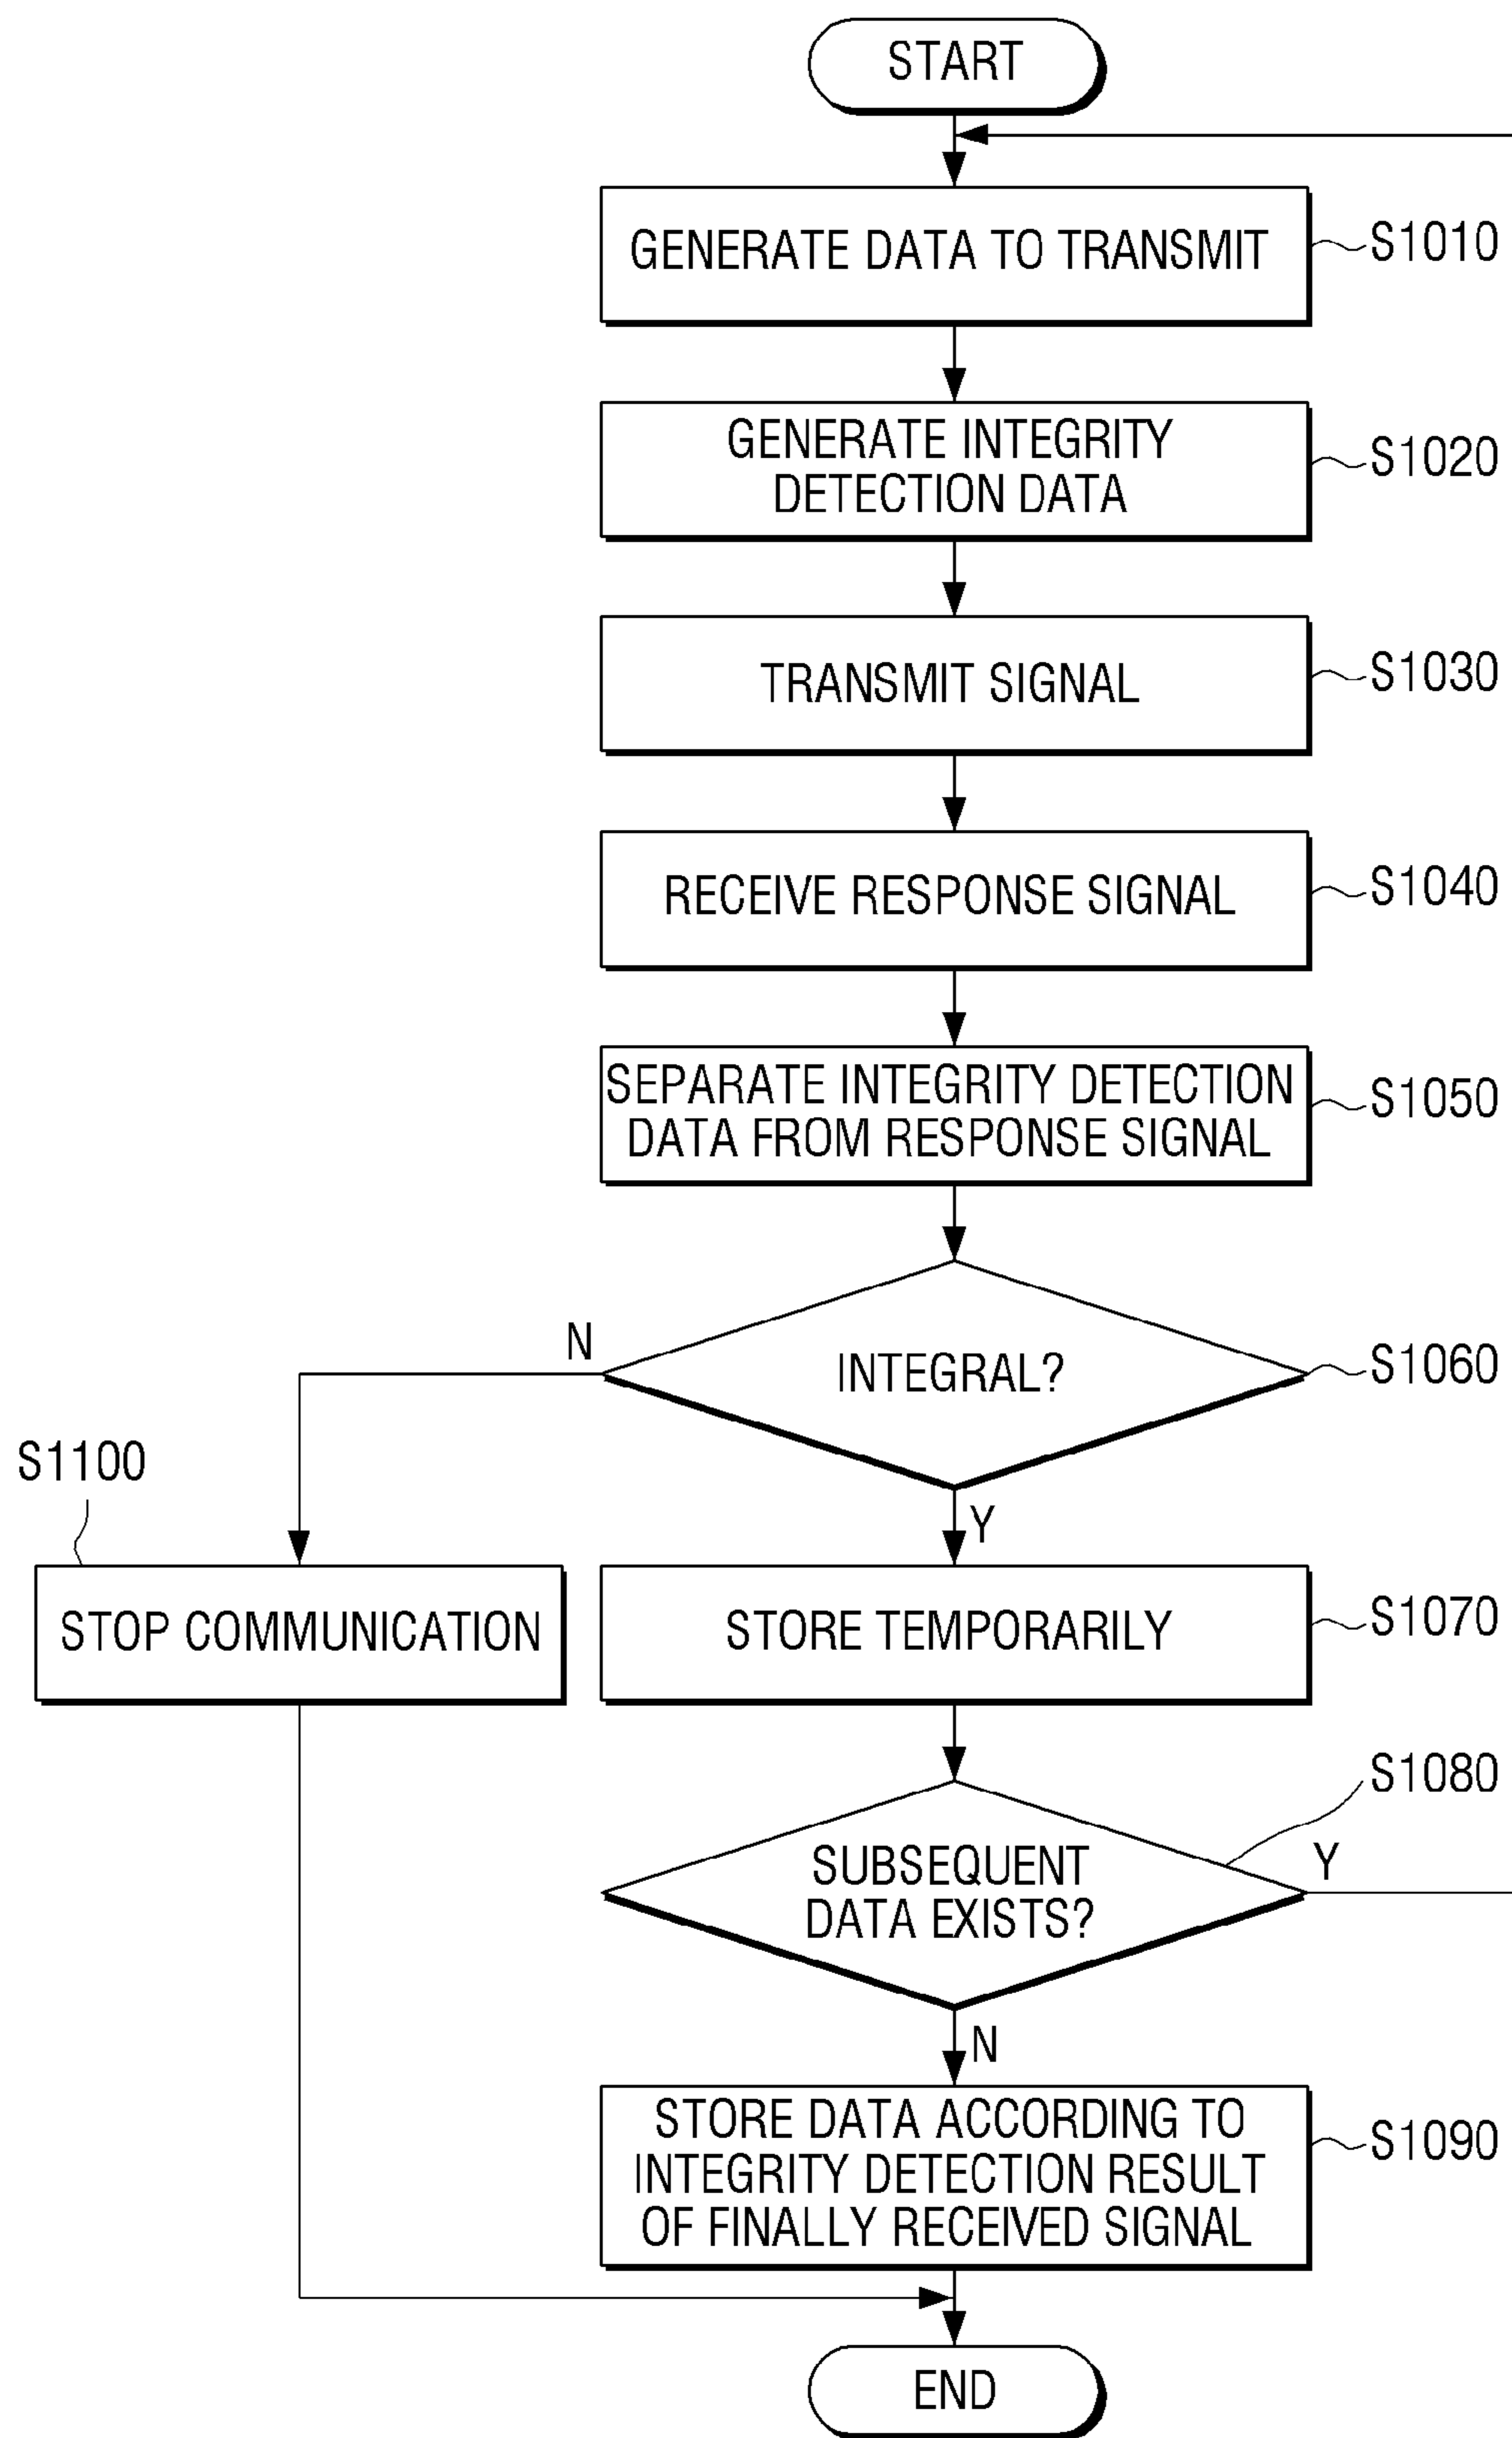 START
GENERATE DATA TO TRANSMIT
S1010
GENERATE INTEGRITY
DETECTION DATA
S1020
TRANSMIT SIGNAL
S1030
RECEIVE RESPONSE SIGNAL
S1040
SEPARATE INTEGRITY DETECTION
DATA FROM RESPONSE SIGNAL
S1050
N
INTEGRAL?
S1060
S1100
Y
STOP COMMUNICATION
STORE TEMPORARILY
S1070
S1080
SUBSEQUENT
DATA EXISTS?
Y
N
STORE DATA ACCORDING TO
INTEGRITY DETECTION RESULT
OF FINALLY RECEIVED SIGNAL
S1090
END